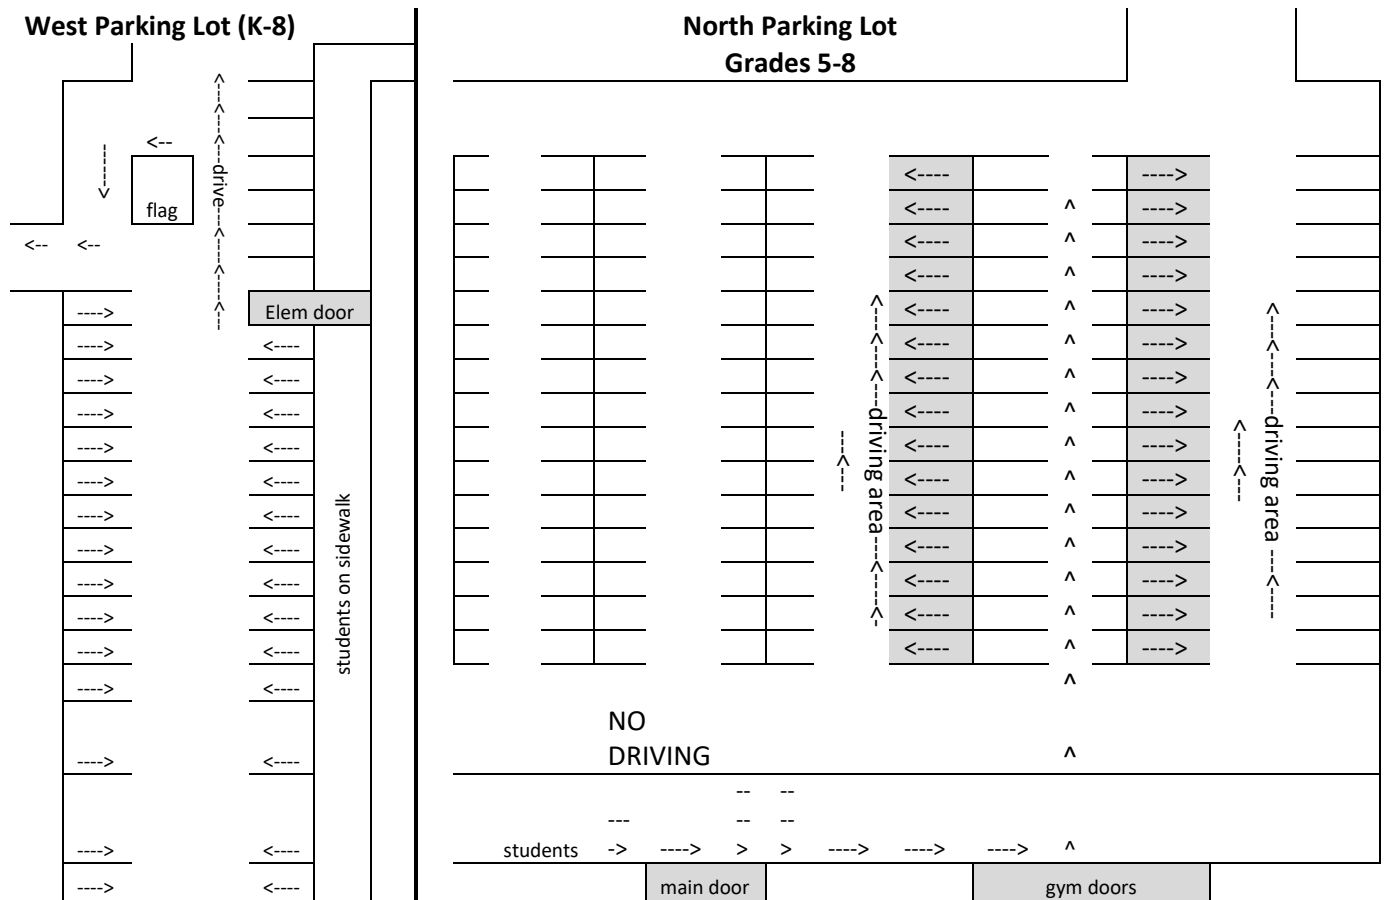 West Parking Lot (K-8)
North Parking Lot
Grades 5-8
<--
drive
flag
<-- <--
Elem door
----> <----
students on sidewalk
driving area
driving area
<---- ---->
^
NO
DRIVING
-- --
--- -- --
students -> ----> > > ----> ----> ----> ^
main door
gym doors